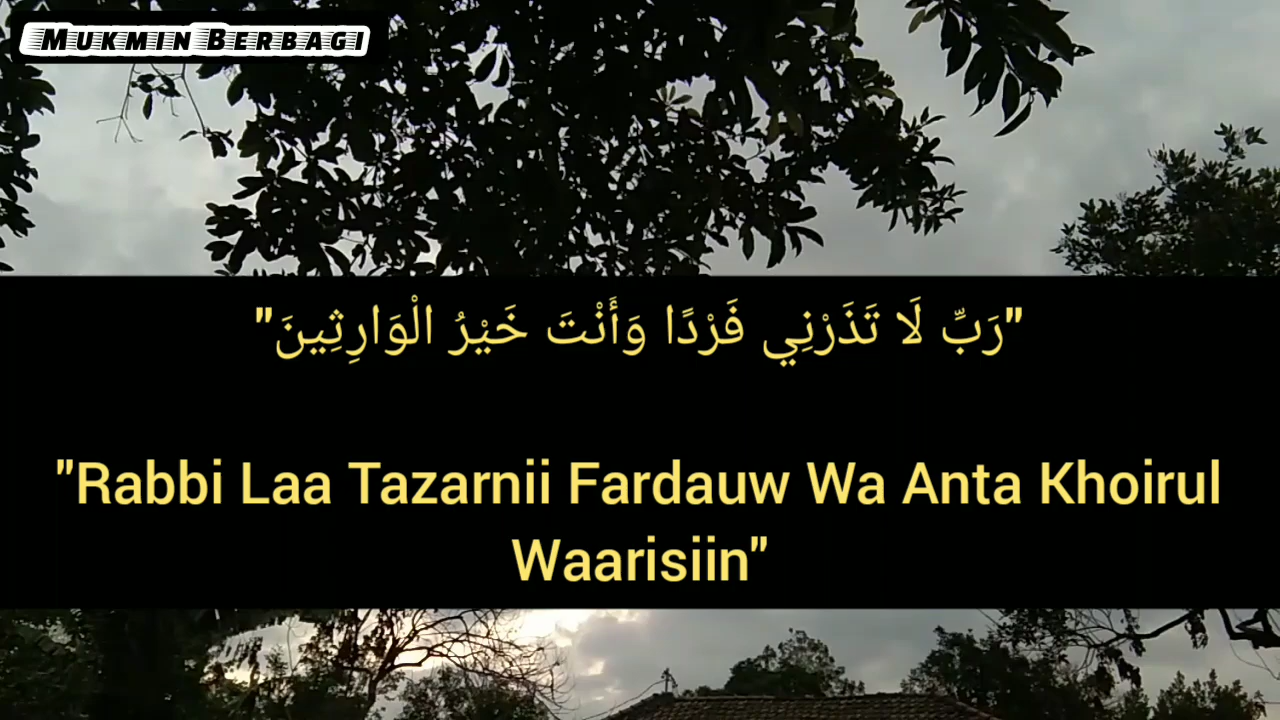 Mukmin Berbagi
"رَبِّ لَا تَذَرْنِي فَرْدًا وَأَنْتَ خَيْرُ الْوَارِثِينَ"
"Rabbi Laa Tazarnii Fardauw Wa Anta Khoirul
Waarisiin"